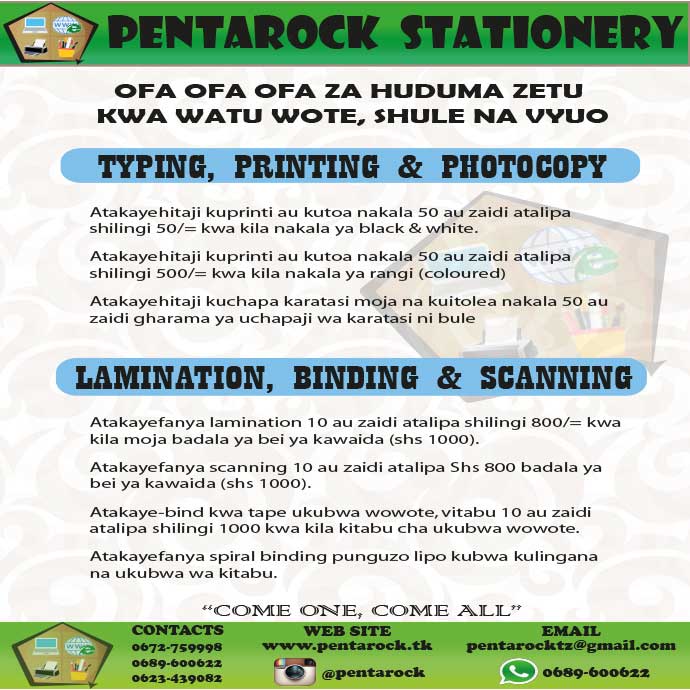 PENTAROCK STATIONERY
OFA OFA OFA ZA HUDUMA ZETU
KWA WATU WOTE, SHULE NA VYUO
TYPING, PRINTING & PHOTOCOPY
Atakayehitaji kuprinti au kutoa nakala 50 au zaidi atalipa
shilingi 50/= kwa kila nakala ya black & white.
Atakayehitaji kuprinti au kutoa nakala 50 au zaidi atalipa
shilingi 500/= kwa kila nakala ya rangi (coloured)
Atakayehitaji kuchapa karatasi moja na kuitolea nakala 50 au
zaidi gharama ya uchapaji wa karatasi ni bule
LAMINATION, BINDING & SCANNING
Atakayefanya lamination 10 au zaidi atalipa shilingi 800/= kwa
kila moja badala ya bei ya kawaida (shs 1000).
Atakayefanya scanning 10 au zaidi atalipa Shs 800 badala ya
bei ya kawaida (shs 1000).
Atakaye-bind kwa tape ukubwa wowote, vitabu 10 au zaidi
atalipa shilingi 1000 kwa kila kitabu cha ukubwa wowote.
Atakayefanya spiral binding punguzo lipo kubwa kulingana
na ukubwa wa kitabu.
“COME ONE, COME ALL”
CONTACTS
0672-759998
0689-600622
0623-439082
WEB SITE
www.pentarock.tk
@pentarock
EMAIL
pentarocktz@gmail.com
0689-600622